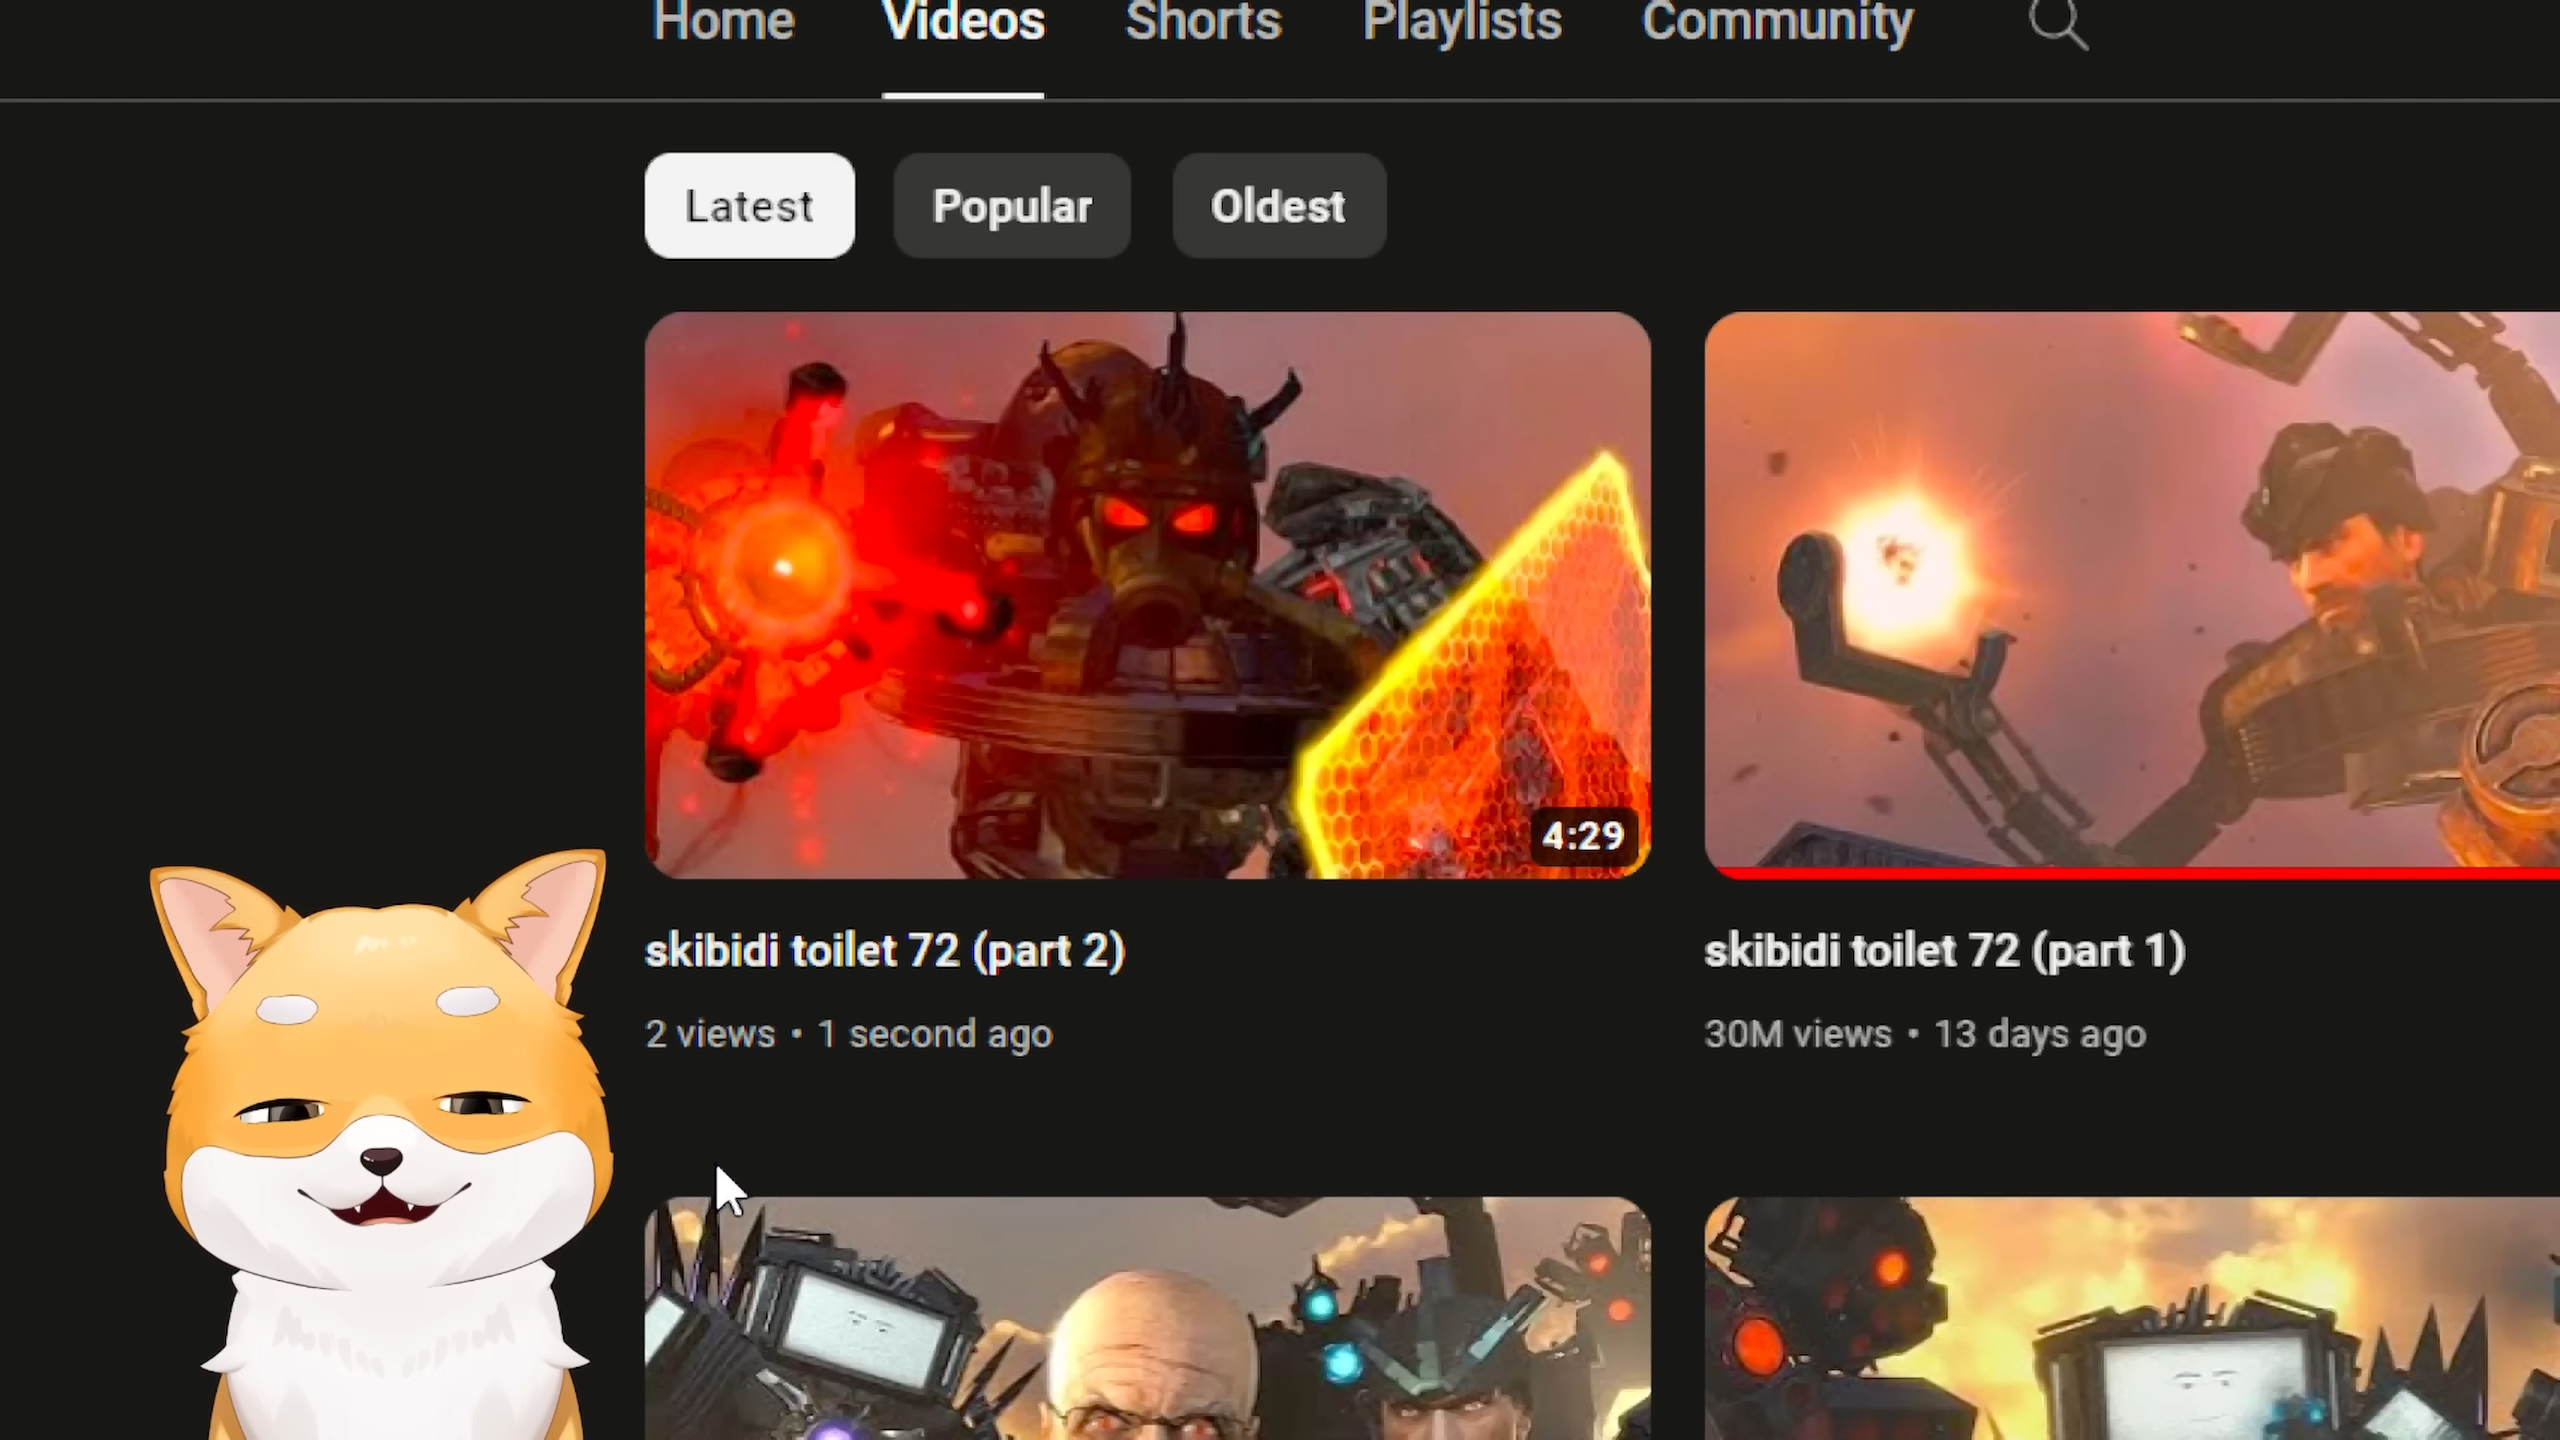 Home Videos Shorts Playlists Community
Latest Popular Oldest
4:29
skibidi toilet 72 (part 2)
2 views • 1 second ago
skibidi toilet 72 (part 1)
30M views • 13 days ago